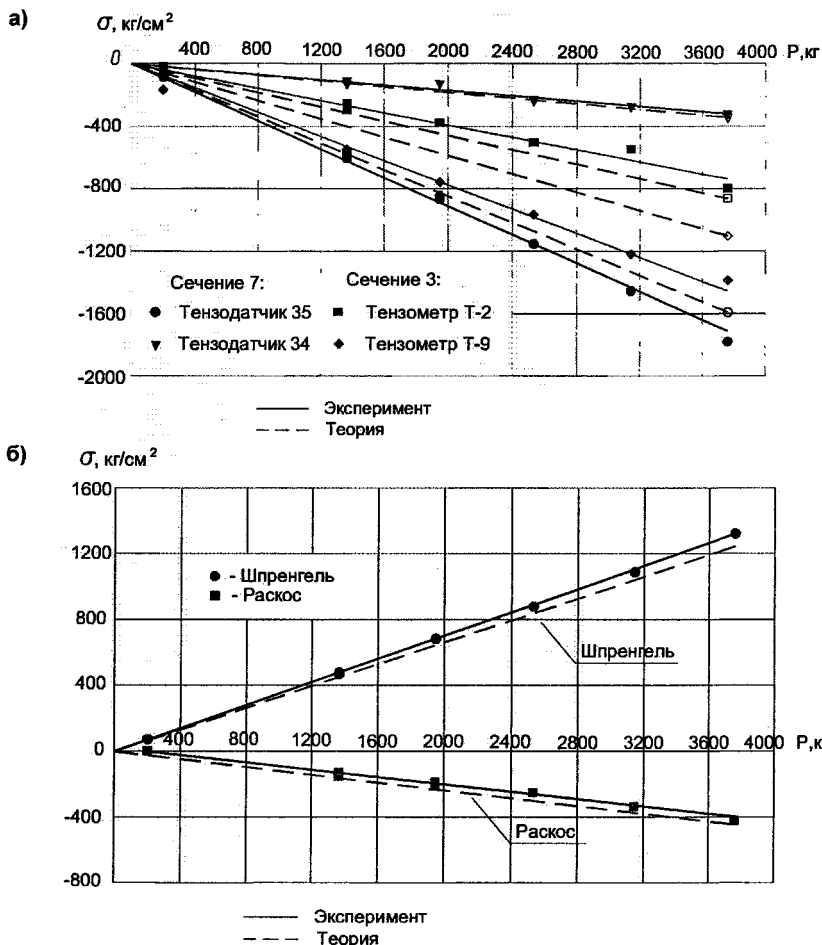 а)
σ, кг/см²
0 400 800 1200 1600 2000 2400 2800 3200 3600 4000 P,кг
-400
-800
-1200
Сечение 7: Сечение 3:
● Тензодатчик 35 ■ Тензометр Т-2
-1600
▼ Тензодатчик 34 ◆ Тензометр Т-9
-2000
Эксперимент
Теория
б)
σ, кг/см²
1600
1200
● - Шпренгель
■ - Раскос
800
Шпренгель
400
0 400 800 1200 1600 2000 2400 2800 3200 3600 4000 P,к
-400
Раскос
-800
Эксперимент
Теория